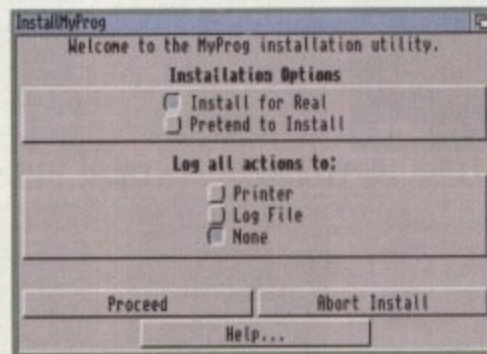 InstallMyProg
Welcome to the MyProg installation utility.
Installation Options
Install for Real
Pretend to Install
Log all actions to:
Printer
Log File
None
Proceed
Abort Install
Help...